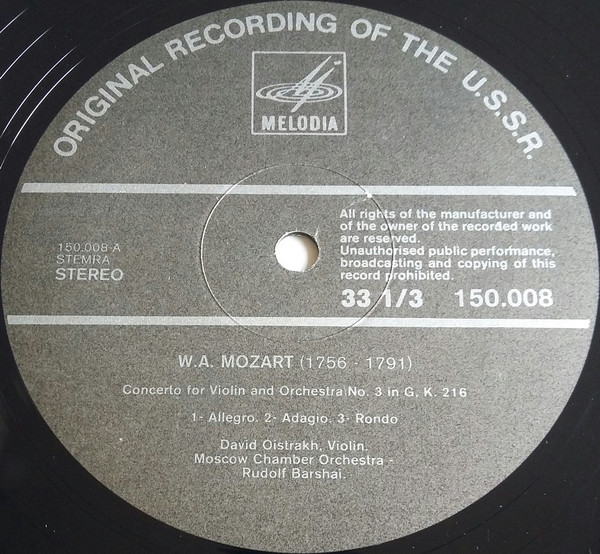 ORIGINAL RECORDING OF THE U.S.S.R.
MELODIA
150.008-A
STEMRA
STEREO
All rights of the manufacturer and
of the owner of the recorded work
are reserved.
Unauthorised public performance,
broadcasting and copying of this
record prohibited.
33 1/3 150.008
W.A. MOZART (1756 - 1791)
Concerto for Violin and Orchestra No. 3 in G, K. 216
1- Allegro. 2- Adagio. 3- Rondo
David Oistrakh, Violin.
Moscow Chamber Orchestra -
Rudolf Barshai.